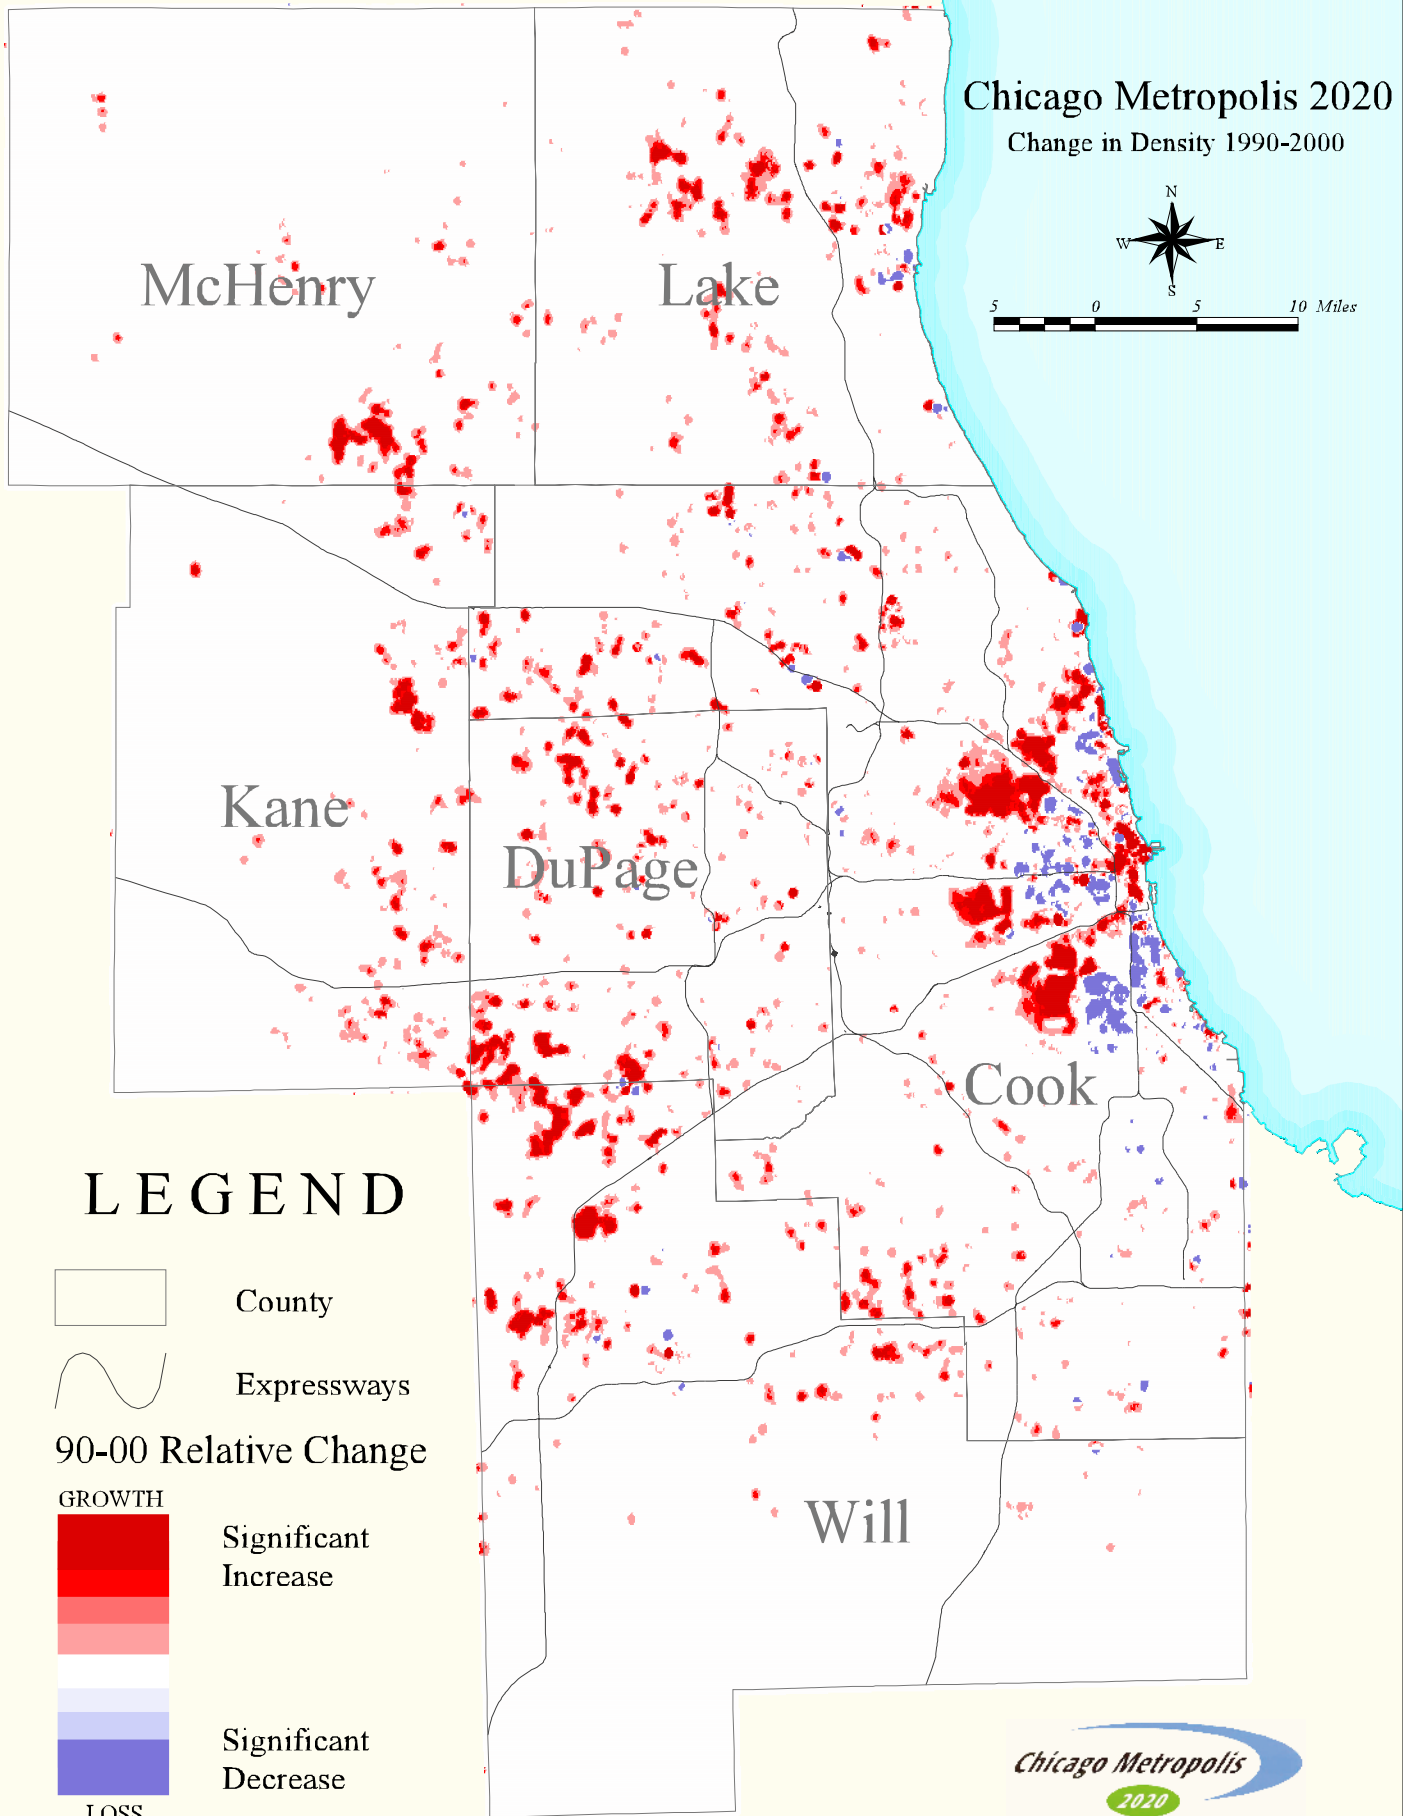 Chicago Metropolis 2020
Change in Density 1990-2000
N
W E
S
5 0 5 10 Miles
McHenry
Lake
Kane
DuPage
Cook
Will
LEGEND
County
Expressways
90-00 Relative Change
GROWTH
Significant
Increase
Significant
Decrease
LOSS
Chicago Metropolis
2020